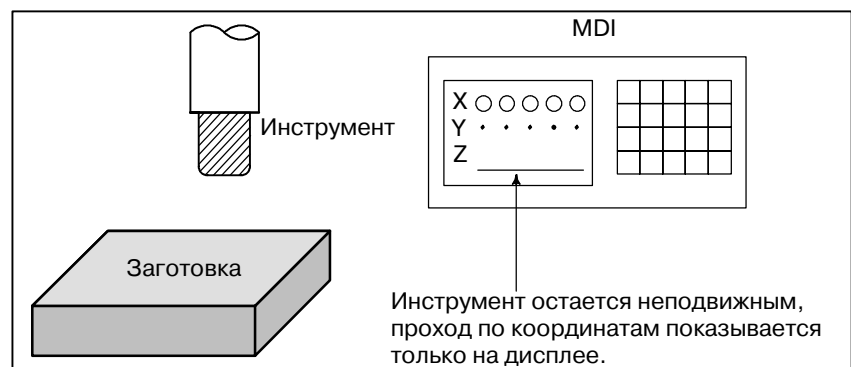 MDI
Инструмент
X
Y
Z
Заготовка
Инструмент остается неподвижным,
проход по координатам показывается
только на дисплее.